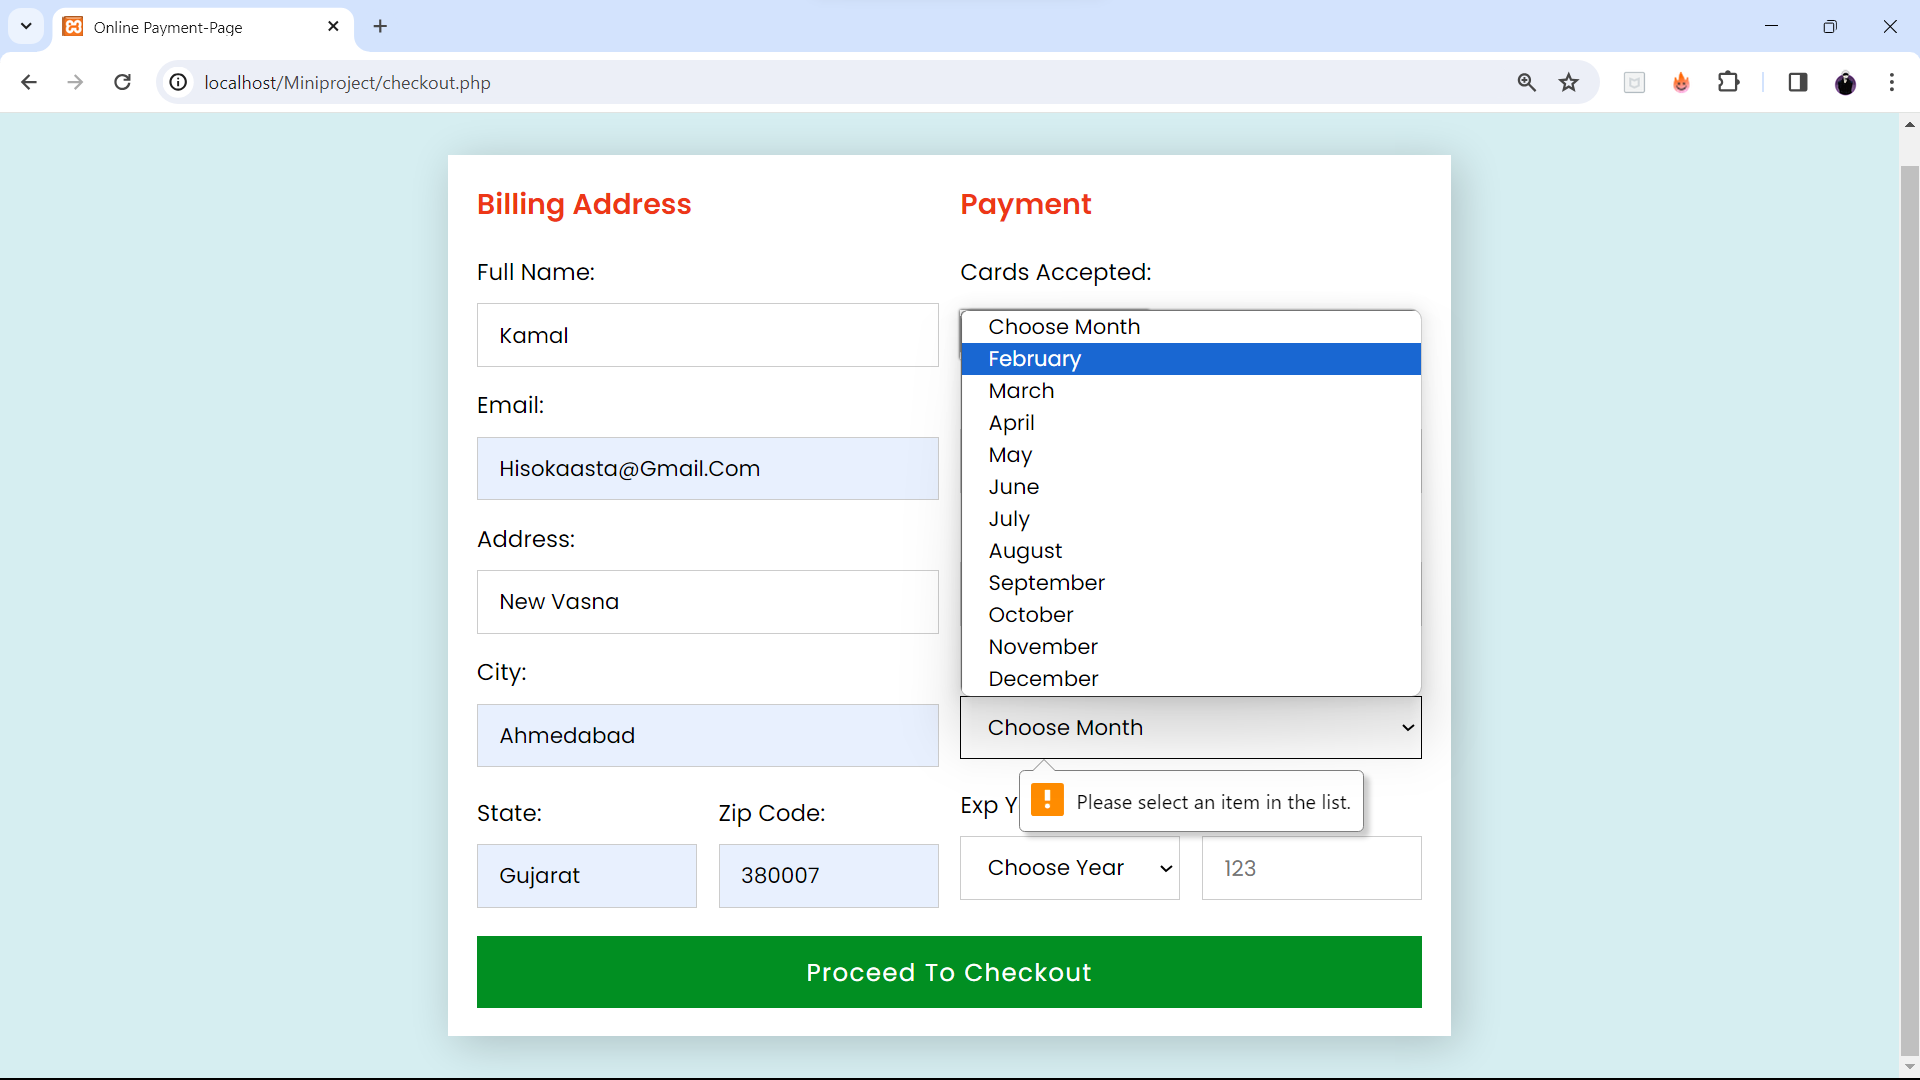 Online Payment-Page
localhost/Miniproject/checkout.php
Billing Address
Full Name:
Kamal
Email:
Hisokaasta@Gmail.Com
Address:
New Vasna
City:
Ahmedabad
State:
Zip Code:
Gujarat
380007
Payment
Cards Accepted:
Choose Month
February
March
April
May
June
July
August
September
October
November
December
Choose Month
Please select an item in the list.
Exp Y
Choose Year
123
Proceed To Checkout